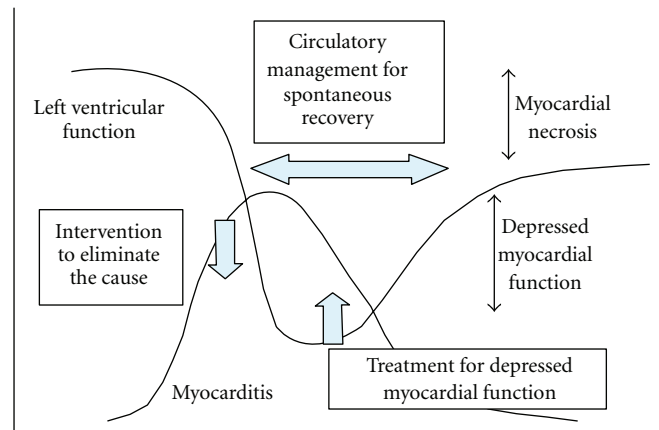 Circulatory
management for
spontaneous
recovery
Left ventricular
function
Myocardial
necrosis
Intervention
to eliminate
the cause
Depressed
myocardial
function
Treatment for depressed
myocardial function
Myocarditis